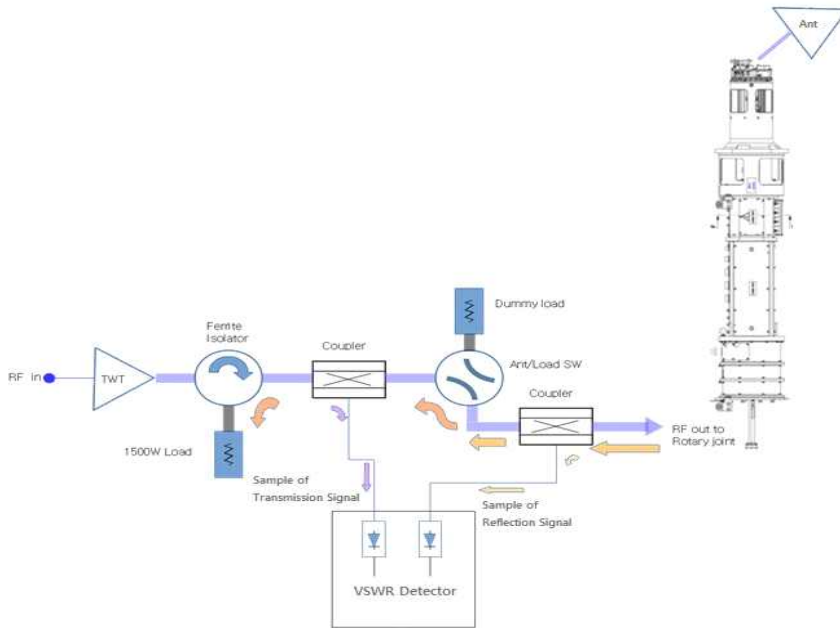 Ant
Dummy load
Ferrite
Isolator
Coupler
Ant/Load SW
Coupler
RF in
TWT
RF out to
Rotary joint
1500W Load
Sample of
Transmission Signal
Sample of
Reflection Signal
VSWR Detector